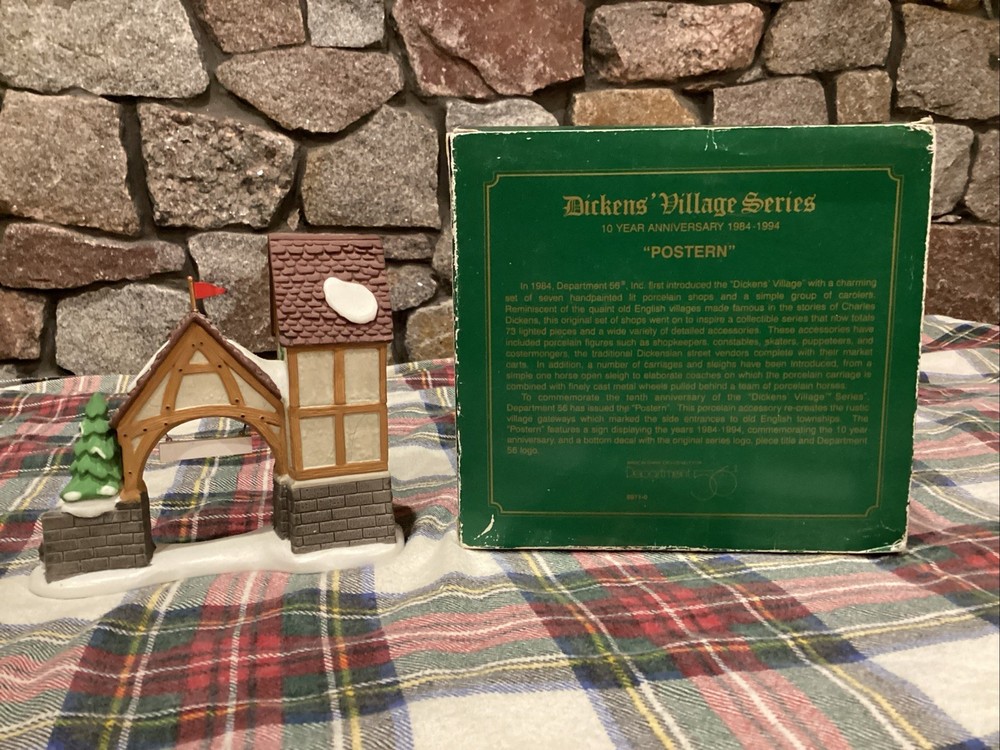 Dickens' Village Series
10 YEAR ANNIVERSARY 1984-1994
"POSTERN"
In 1984, Department 56®, Inc. first introduced the "Dickens' Village" with a charming
set of seven handpainted lit porcelain shops and a simple group of carolers.
Reminiscent of the quaint old English villages made famous in the stories of Charles
Dickens, this original set of shops went on to inspire a collectible series that now totals
73 lighted pieces and a wide variety of detailed accessories. These accessories have
included porcelain figures such as shopkeepers, constables, skaters, puppeteers, and
costermongers, the traditional Dickensian street vendors complete with their market
carts. In addition, a number of carriages and sleighs have been introduced, from a
simple one horse open sleigh to elaborate coaches on which the porcelain carriage is
combined with finely cast metal wheels pulled behind a team of porcelain horses.
To commemorate the tenth anniversary of the "Dickens' Village™ Series",
Department 56 has issued the "Postern". This porcelain accessory re-creates the rustic
village gateways which marked the side entrances to old English townships. The
"Postern" features a sign displaying the years 1984-1994, commemorating the 10 year
anniversary, and a bottom decal with the original series logo, piece title and Department
56 logo.
Department 56
9871-0